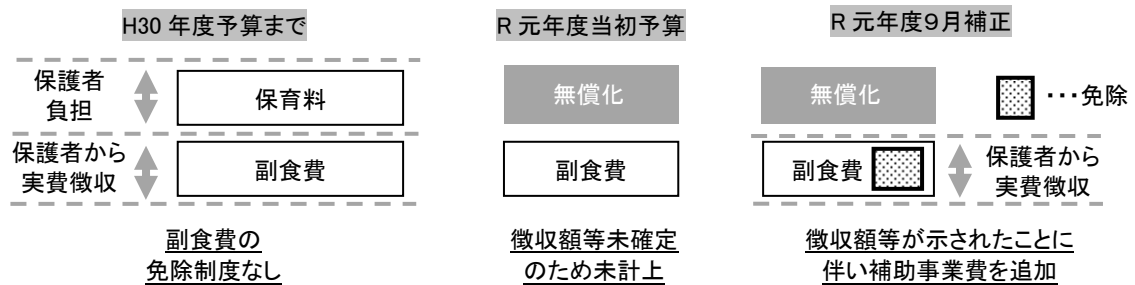 H30 年度予算まで
保護者
負担
保育料
保護者から
実費徴収
副食費
副食費の
免除制度なし
R 元年度当初予算
無償化
副食費
徴収額等未確定
のため未計上
R 元年度９月補正
無償化
・・・免除
副食費
保護者から
実費徴収
徴収額等が示されたことに
伴い補助事業費を追加